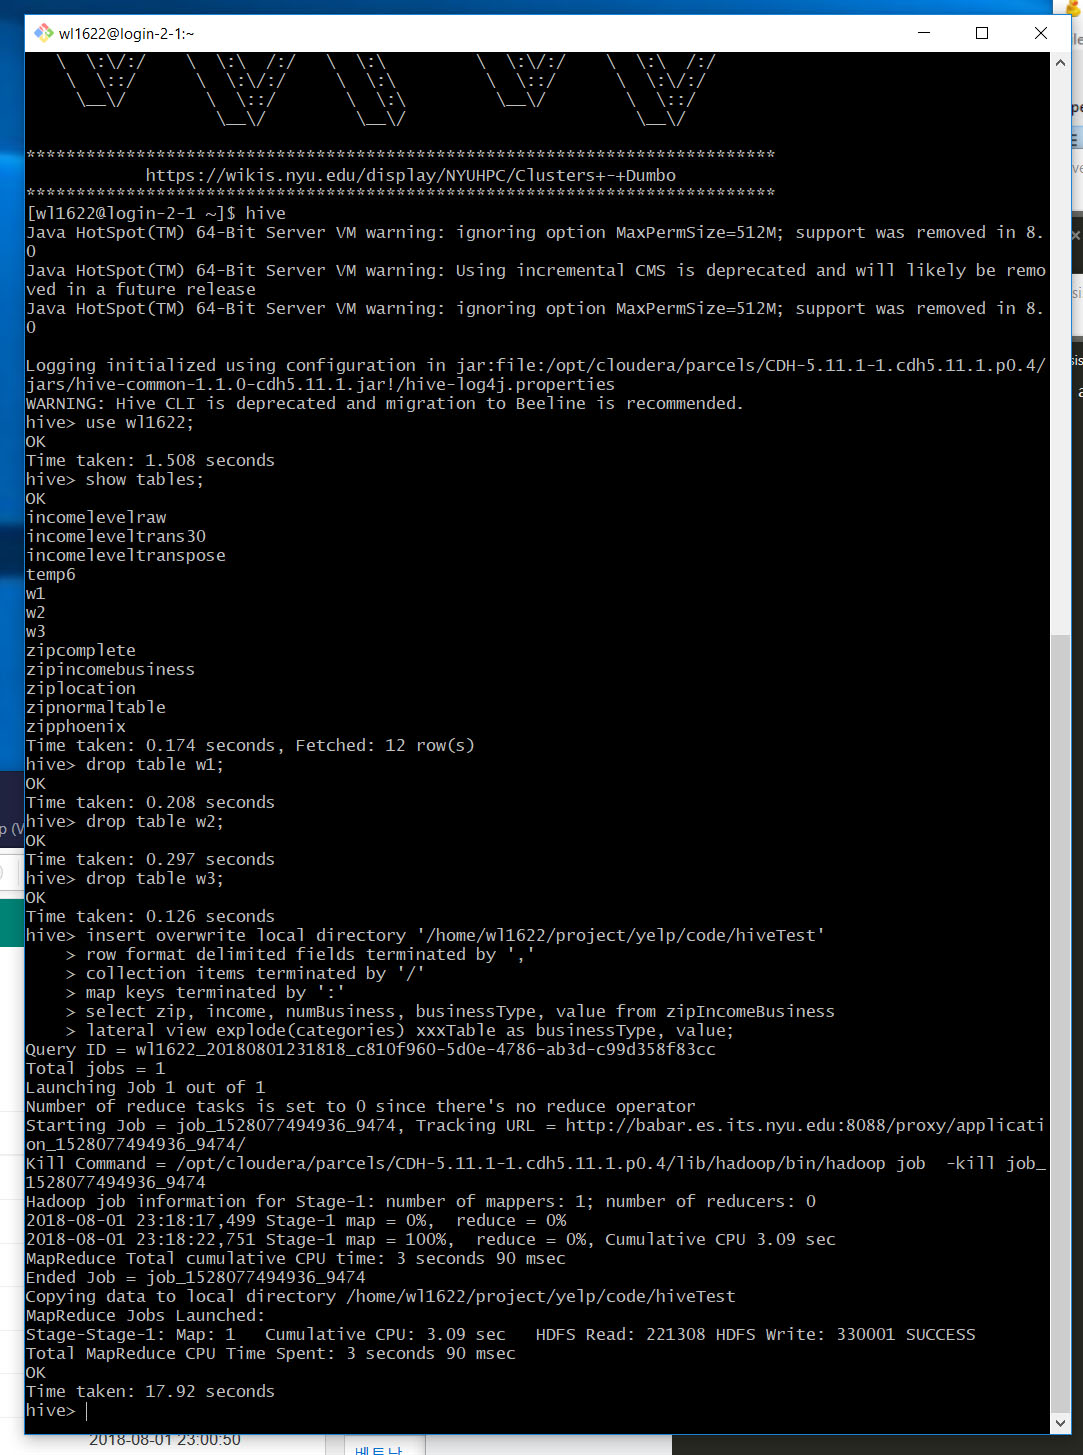 wl1622@login-2-1:~
\  \:\/:/    \  \:\  /:/   \  \:\         \  \:\/:/    \  \:\  /:/
\  \::/      \  \:\/:/     \  \:\         \  \::/      \  \:\/:/
\__\/        \  \::/       \  \:\         \__\/        \  \::/
\__\/         \__\/                       \__\/
***************************************************************************
https://wikis.nyu.edu/display/NYUHPC/Clusters+-+Dumbo
***************************************************************************
[wl1622@login-2-1 ~]$ hive
Java HotSpot(TM) 64-Bit Server VM warning: ignoring option MaxPermSize=512M; support was removed in 8.
0
Java HotSpot(TM) 64-Bit Server VM warning: Using incremental CMS is deprecated and will likely be remo
ved in a future release
Java HotSpot(TM) 64-Bit Server VM warning: ignoring option MaxPermSize=512M; support was removed in 8.
0
Logging initialized using configuration in jar:file:/opt/cloudera/parcels/CDH-5.11.1-1.cdh5.11.1.p0.4/
jars/hive-common-1.1.0-cdh5.11.1.jar!/hive-log4j.properties
WARNING: Hive CLI is deprecated and migration to Beeline is recommended.
hive> use wl1622;
OK
Time taken: 1.508 seconds
hive> show tables;
OK
incomelevelraw
incomeleveltrans30
incomeleveltranspose
temp6
w1
w2
w3
zipcomplete
zipincomebusiness
ziplocation
zipnormaltable
zipphoenix
Time taken: 0.174 seconds, Fetched: 12 row(s)
hive> drop table w1;
OK
Time taken: 0.208 seconds
hive> drop table w2;
OK
Time taken: 0.297 seconds
hive> drop table w3;
OK
Time taken: 0.126 seconds
hive> insert overwrite local directory '/home/wl1622/project/yelp/code/hiveTest'
    > row format delimited fields terminated by ','
    > collection items terminated by '/'
    > map keys terminated by ':'
    > select zip, income, numBusiness, businessType, value from zipIncomeBusiness
    > lateral view explode(categories) xxxTable as businessType, value;
Query ID = wl1622_20180801231818_c810f960-5d0e-4786-ab3d-c99d358f83cc
Total jobs = 1
Launching Job 1 out of 1
Number of reduce tasks is set to 0 since there's no reduce operator
Starting Job = job_1528077494936_9474, Tracking URL = http://babar.es.its.nyu.edu:8088/proxy/applicati
on_1528077494936_9474/
Kill Command = /opt/cloudera/parcels/CDH-5.11.1-1.cdh5.11.1.p0.4/lib/hadoop/bin/hadoop job  -kill job_
1528077494936_9474
Hadoop job information for Stage-1: number of mappers: 1; number of reducers: 0
2018-08-01 23:18:17,499 Stage-1 map = 0%,  reduce = 0%
2018-08-01 23:18:22,751 Stage-1 map = 100%,  reduce = 0%, Cumulative CPU 3.09 sec
MapReduce Total cumulative CPU time: 3 seconds 90 msec
Ended Job = job_1528077494936_9474
Copying data to local directory /home/wl1622/project/yelp/code/hiveTest
MapReduce Jobs Launched:
Stage-Stage-1: Map: 1   Cumulative CPU: 3.09 sec   HDFS Read: 221308 HDFS Write: 330001 SUCCESS
Total MapReduce CPU Time Spent: 3 seconds 90 msec
OK
Time taken: 17.92 seconds
hive>
2018-08-01 23:00:50